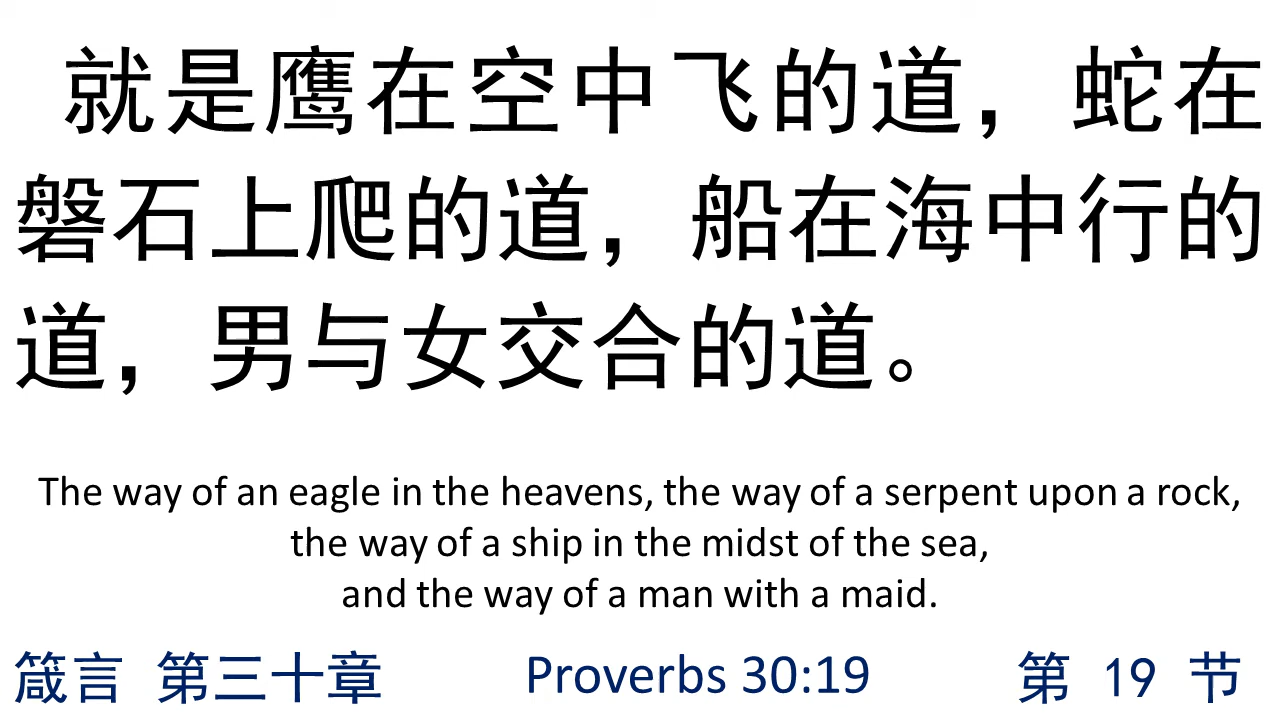 就是鹰在空中飞的道，蛇在
磐石上爬的道，船在海中行的
道，男与女交合的道。
The way of an eagle in the heavens, the way of a serpent upon a rock,
the way of a ship in the midst of the sea,
and the way of a man with a maid.
箴言 第三十章 Proverbs 30:19 第 19 节